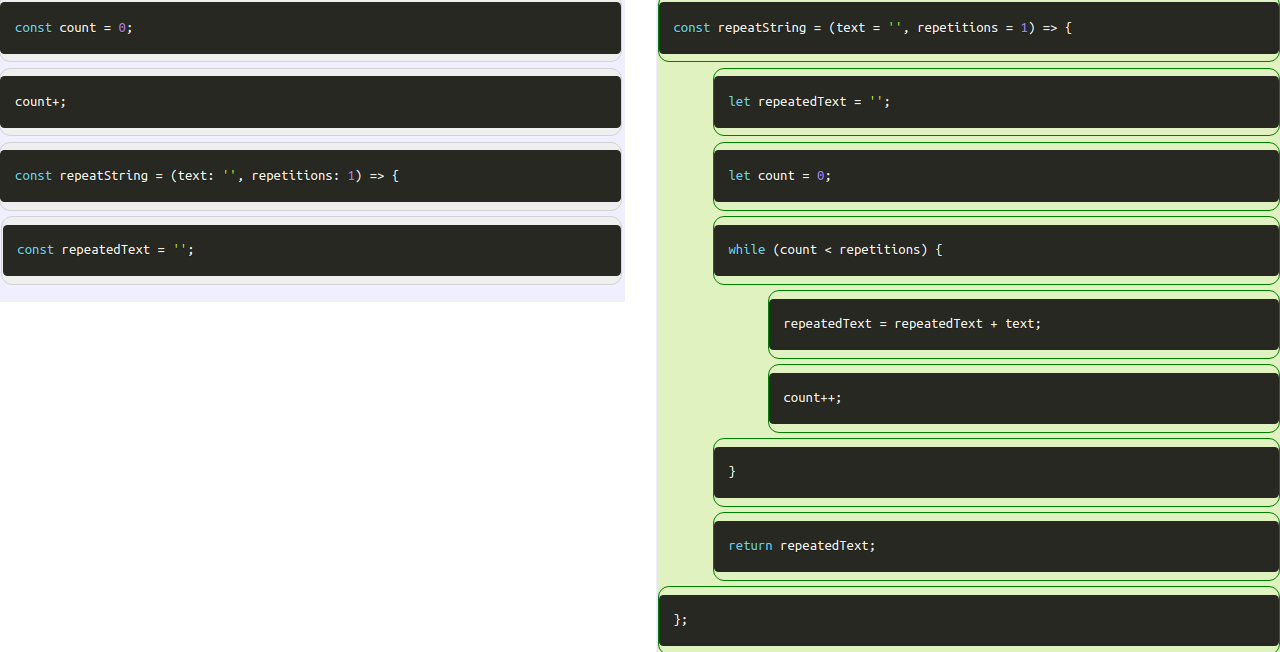 const count = 0;
count+;
const repeatString = (text: '', repetitions: 1) => {
const repeatedText = '';
const repeatString = (text = '', repetitions = 1) => {
let repeatedText = '';
let count = 0;
while (count < repetitions) {
repeatedText = repeatedText + text;
count++;
}
return repeatedText;
};